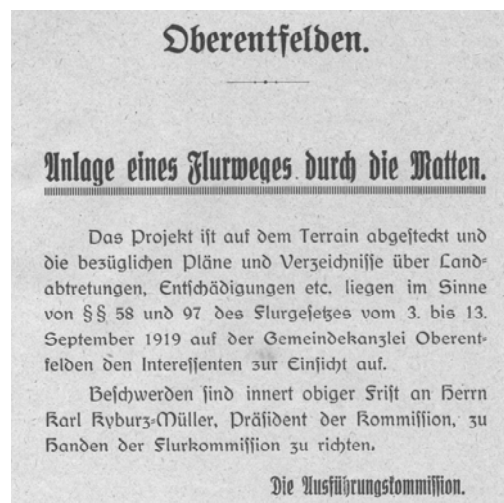 Oberentfelden.
Anlage eines Flurweges durch die Matten.
Das Projekt ist auf dem Terrain abgesteckt und
die bezüglichen Pläne und Verzeichnisse über Land-
abtretungen, Entschädigungen etc. liegen im Sinne
von §§ 58 und 97 des Flurgesetzes vom 3. bis 13.
September 1919 auf der Gemeindekanzlei Oberent-
felden den Interessenten zur Einsicht auf.
Beschwerden sind innert obiger Frist an Herrn
Karl Kyburz-Müller, Präsident der Kommission, zu
Handen der Flurkommission zu richten.
Die Ausführungskommission.